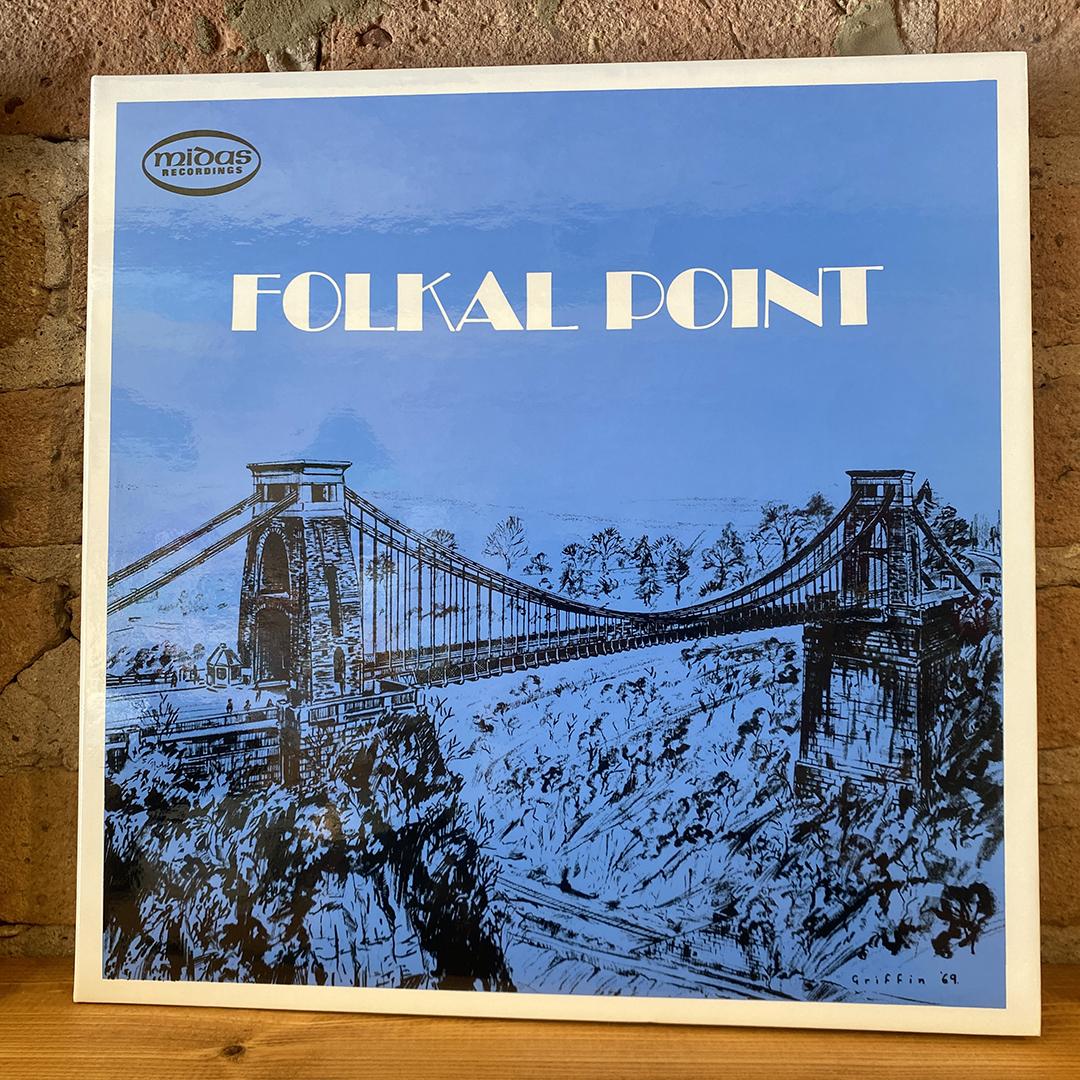 midas
RECORDINGS
FOLKAL POINT
Griffin '69.